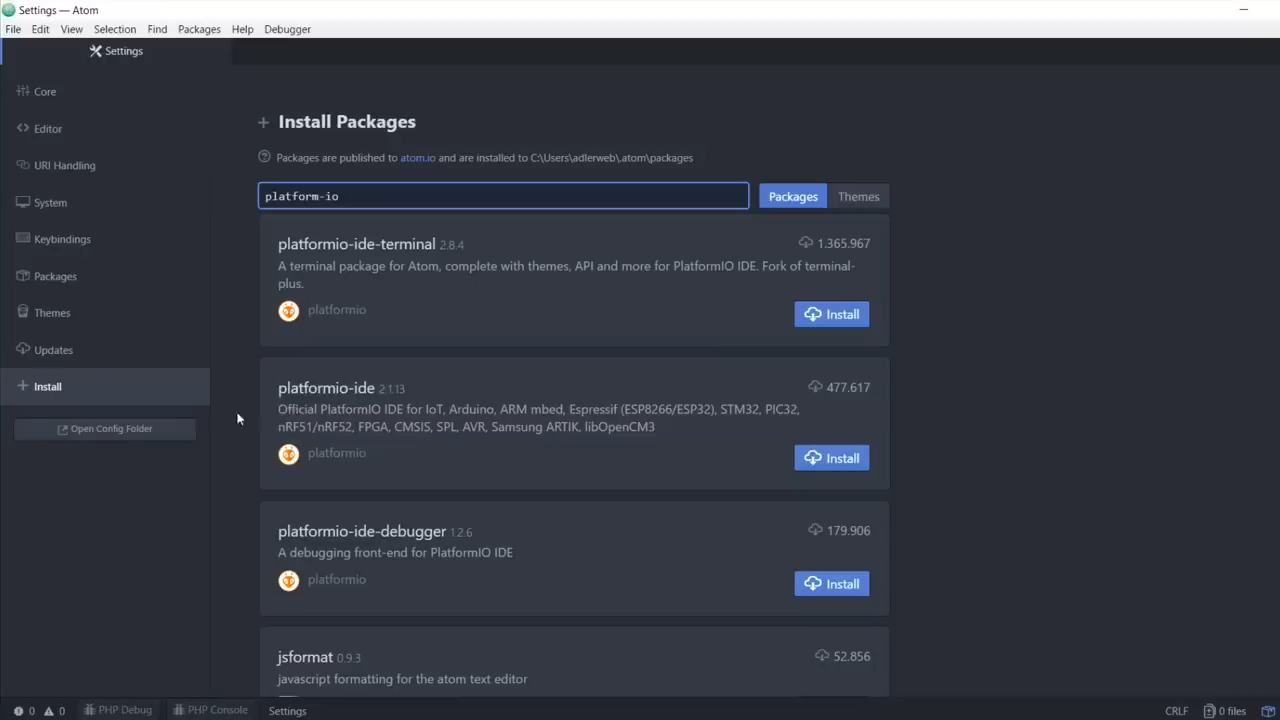 Settings — Atom
File Edit View Selection Find Packages Help Debugger
Settings
Core
Editor
URI Handling
System
Keybindings
Packages
Themes
Updates
Install
Open Config Folder
Install Packages
Packages are published to atom.io and are installed to C:\Users\adlerweb\.atom\packages
platform-io
Packages Themes
platformio-ide-terminal 2.8.4 1.365.967
A terminal package for Atom, complete with themes, API and more for PlatformIO IDE. Fork of terminal-
plus.
platformio Install
platformio-ide 2.1.13 477.617
Official PlatformIO IDE for IoT, Arduino, ARM mbed, Espressif (ESP8266/ESP32), STM32, PIC32,
nRF51/nRF52, FPGA, CMSIS, SPL, AVR, Samsung ARTIK, libOpenCM3
platformio Install
platformio-ide-debugger 1.2.6 179.906
A debugging front-end for PlatformIO IDE
platformio Install
jsformat 0.9.3 52.856
javascript formatting for the atom text editor
0 0 PHP Debug PHP Console Settings CRLF 0 files